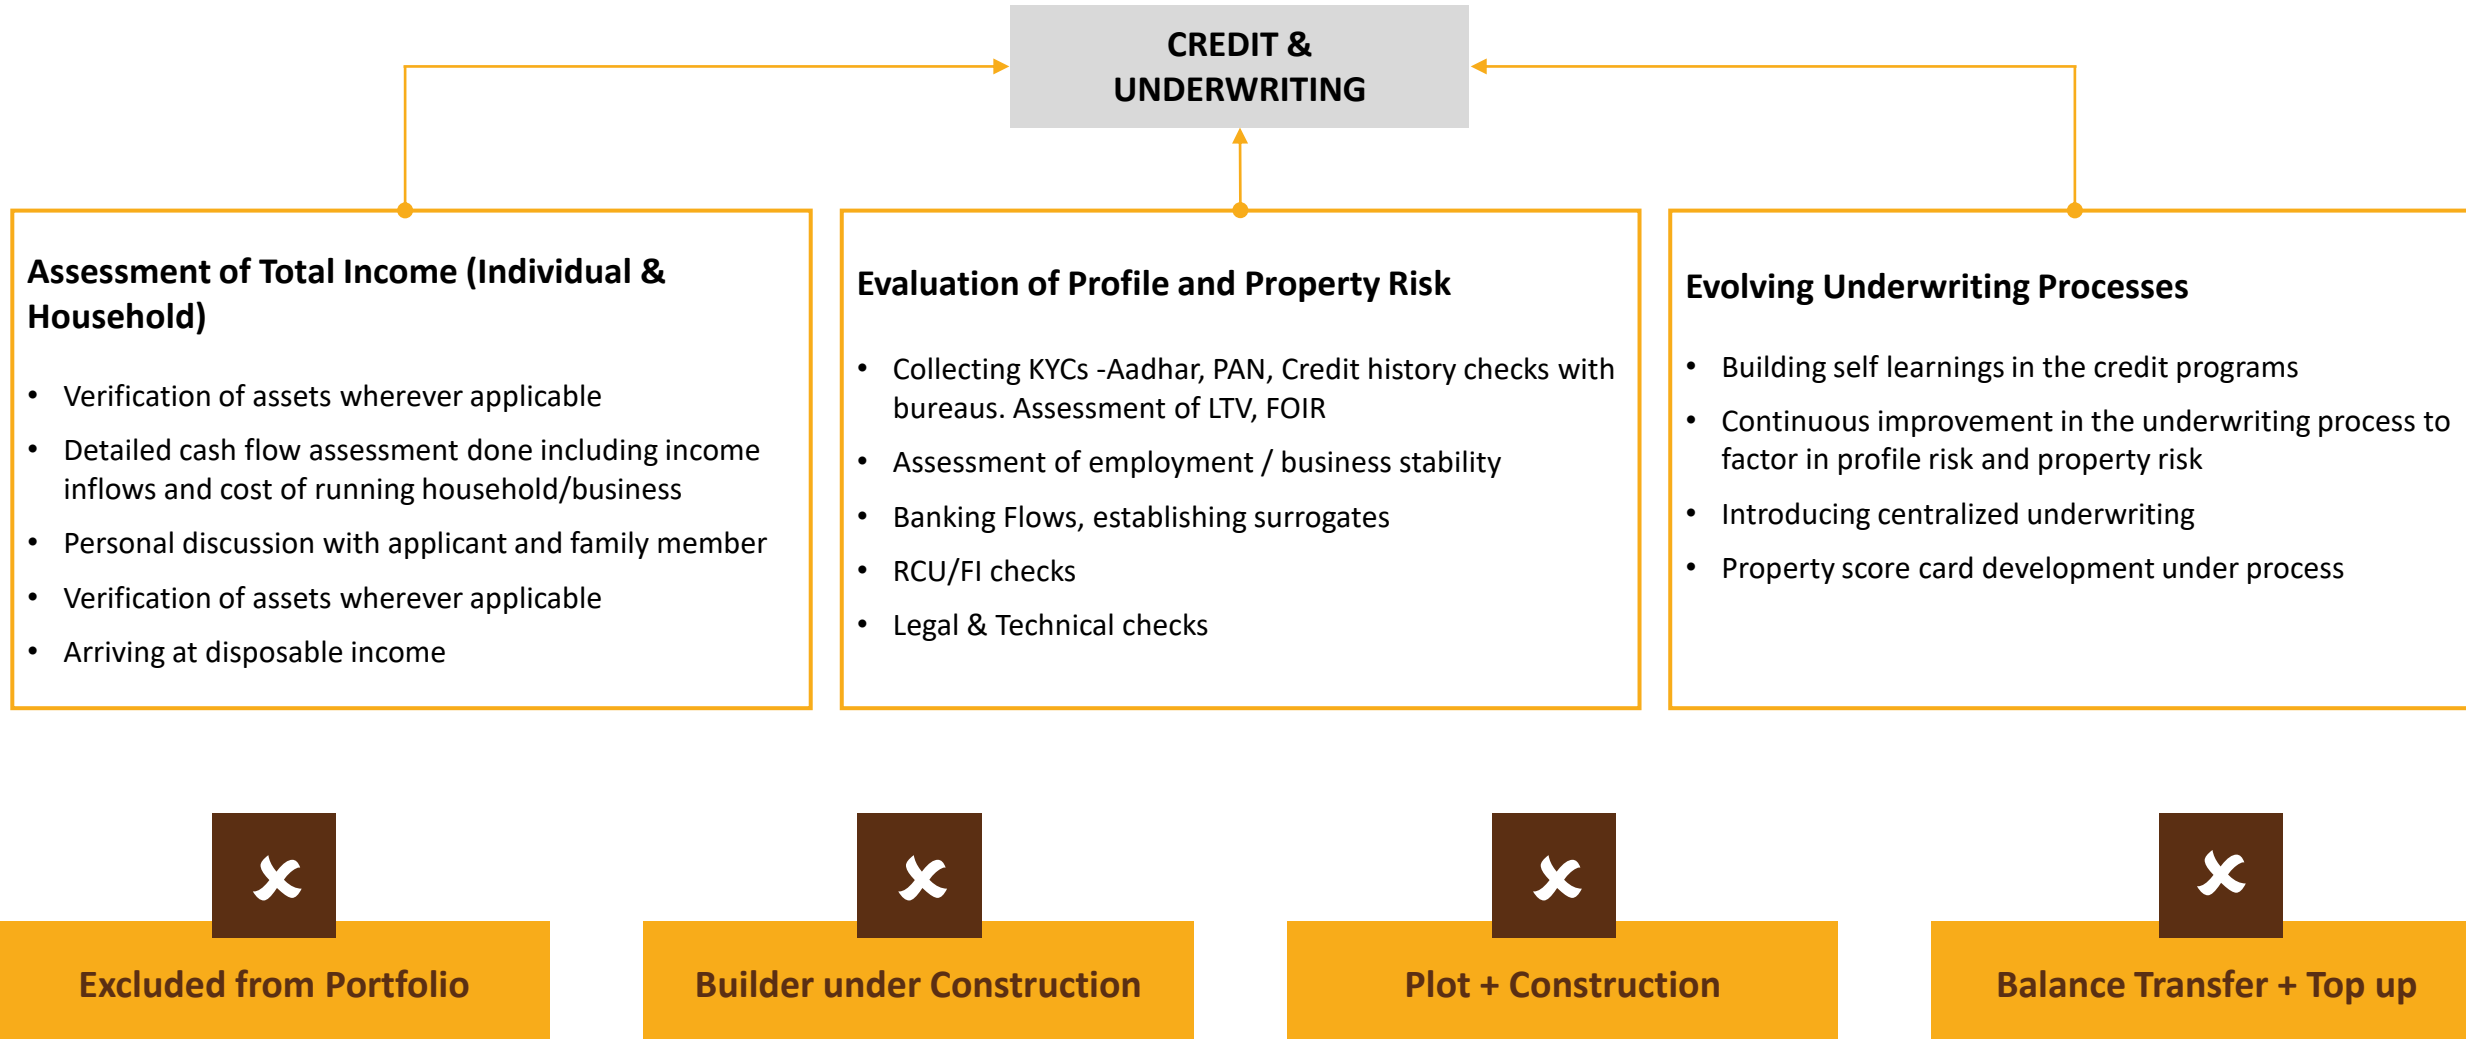 CREDIT &
UNDERWRITING
Assessment of Total Income (Individual &
Household)
• Verification of assets wherever applicable
• Detailed cash flow assessment done including income
inflows and cost of running household/business
• Personal discussion with applicant and family member
• Verification of assets wherever applicable
• Arriving at disposable income
Evaluation of Profile and Property Risk
• Collecting KYCs -Aadhar, PAN, Credit history checks with
bureaus. Assessment of LTV, FOIR
• Assessment of employment / business stability
• Banking Flows, establishing surrogates
• RCU/FI checks
• Legal & Technical checks
Evolving Underwriting Processes
• Building self learnings in the credit programs
• Continuous improvement in the underwriting process to
factor in profile risk and property risk
• Introducing centralized underwriting
• Property score card development under process
Excluded from Portfolio
Builder under Construction
Plot + Construction
Balance Transfer + Top up